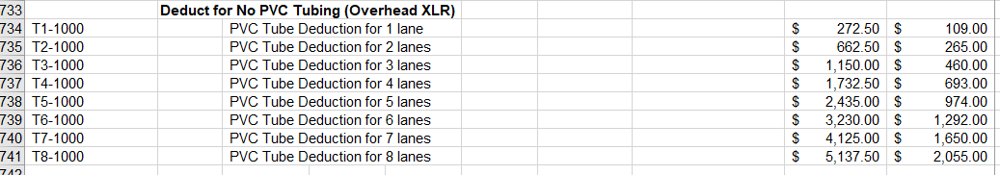 733 Deduct for No PVC Tubing (Overhead XLR)
734 T1-1000 PVC Tube Deduction for 1 lane $ 272.50 $ 109.00
735 T2-1000 PVC Tube Deduction for 2 lanes $ 662.50 $ 265.00
736 T3-1000 PVC Tube Deduction for 3 lanes $ 1,150.00 $ 460.00
737 T4-1000 PVC Tube Deduction for 4 lanes $ 1,732.50 $ 693.00
738 T5-1000 PVC Tube Deduction for 5 lanes $ 2,435.00 $ 974.00
739 T6-1000 PVC Tube Deduction for 6 lanes $ 3,230.00 $ 1,292.00
740 T7-1000 PVC Tube Deduction for 7 lanes $ 4,125.00 $ 1,650.00
741 T8-1000 PVC Tube Deduction for 8 lanes $ 5,137.50 $ 2,055.00
742